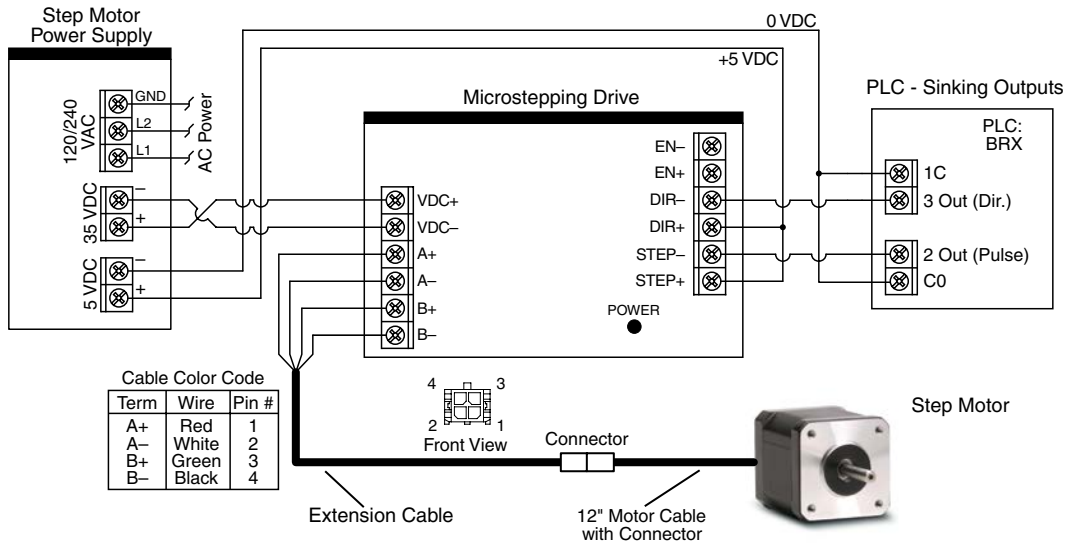 Step Motor
Power Supply
0 VDC
+5 VDC
PLC - Sinking Outputs
Microstepping Drive
120/240
VAC
GND
L2
L1
AC Power
35 VDC
–
+
5 VDC
–
+
VDC+
VDC–
A+
A–
B+
B–
EN–
EN+
DIR–
DIR+
STEP–
STEP+
POWER
PLC:
BRX
1C
3 Out (Dir.)
2 Out (Pulse)
C0
Cable Color Code
Term Wire Pin #
A+ Red 1
A– White 2
B+ Green 3
B– Black 4
4 3
2 1
Front View
Connector
Step Motor
Extension Cable
12" Motor Cable
with Connector